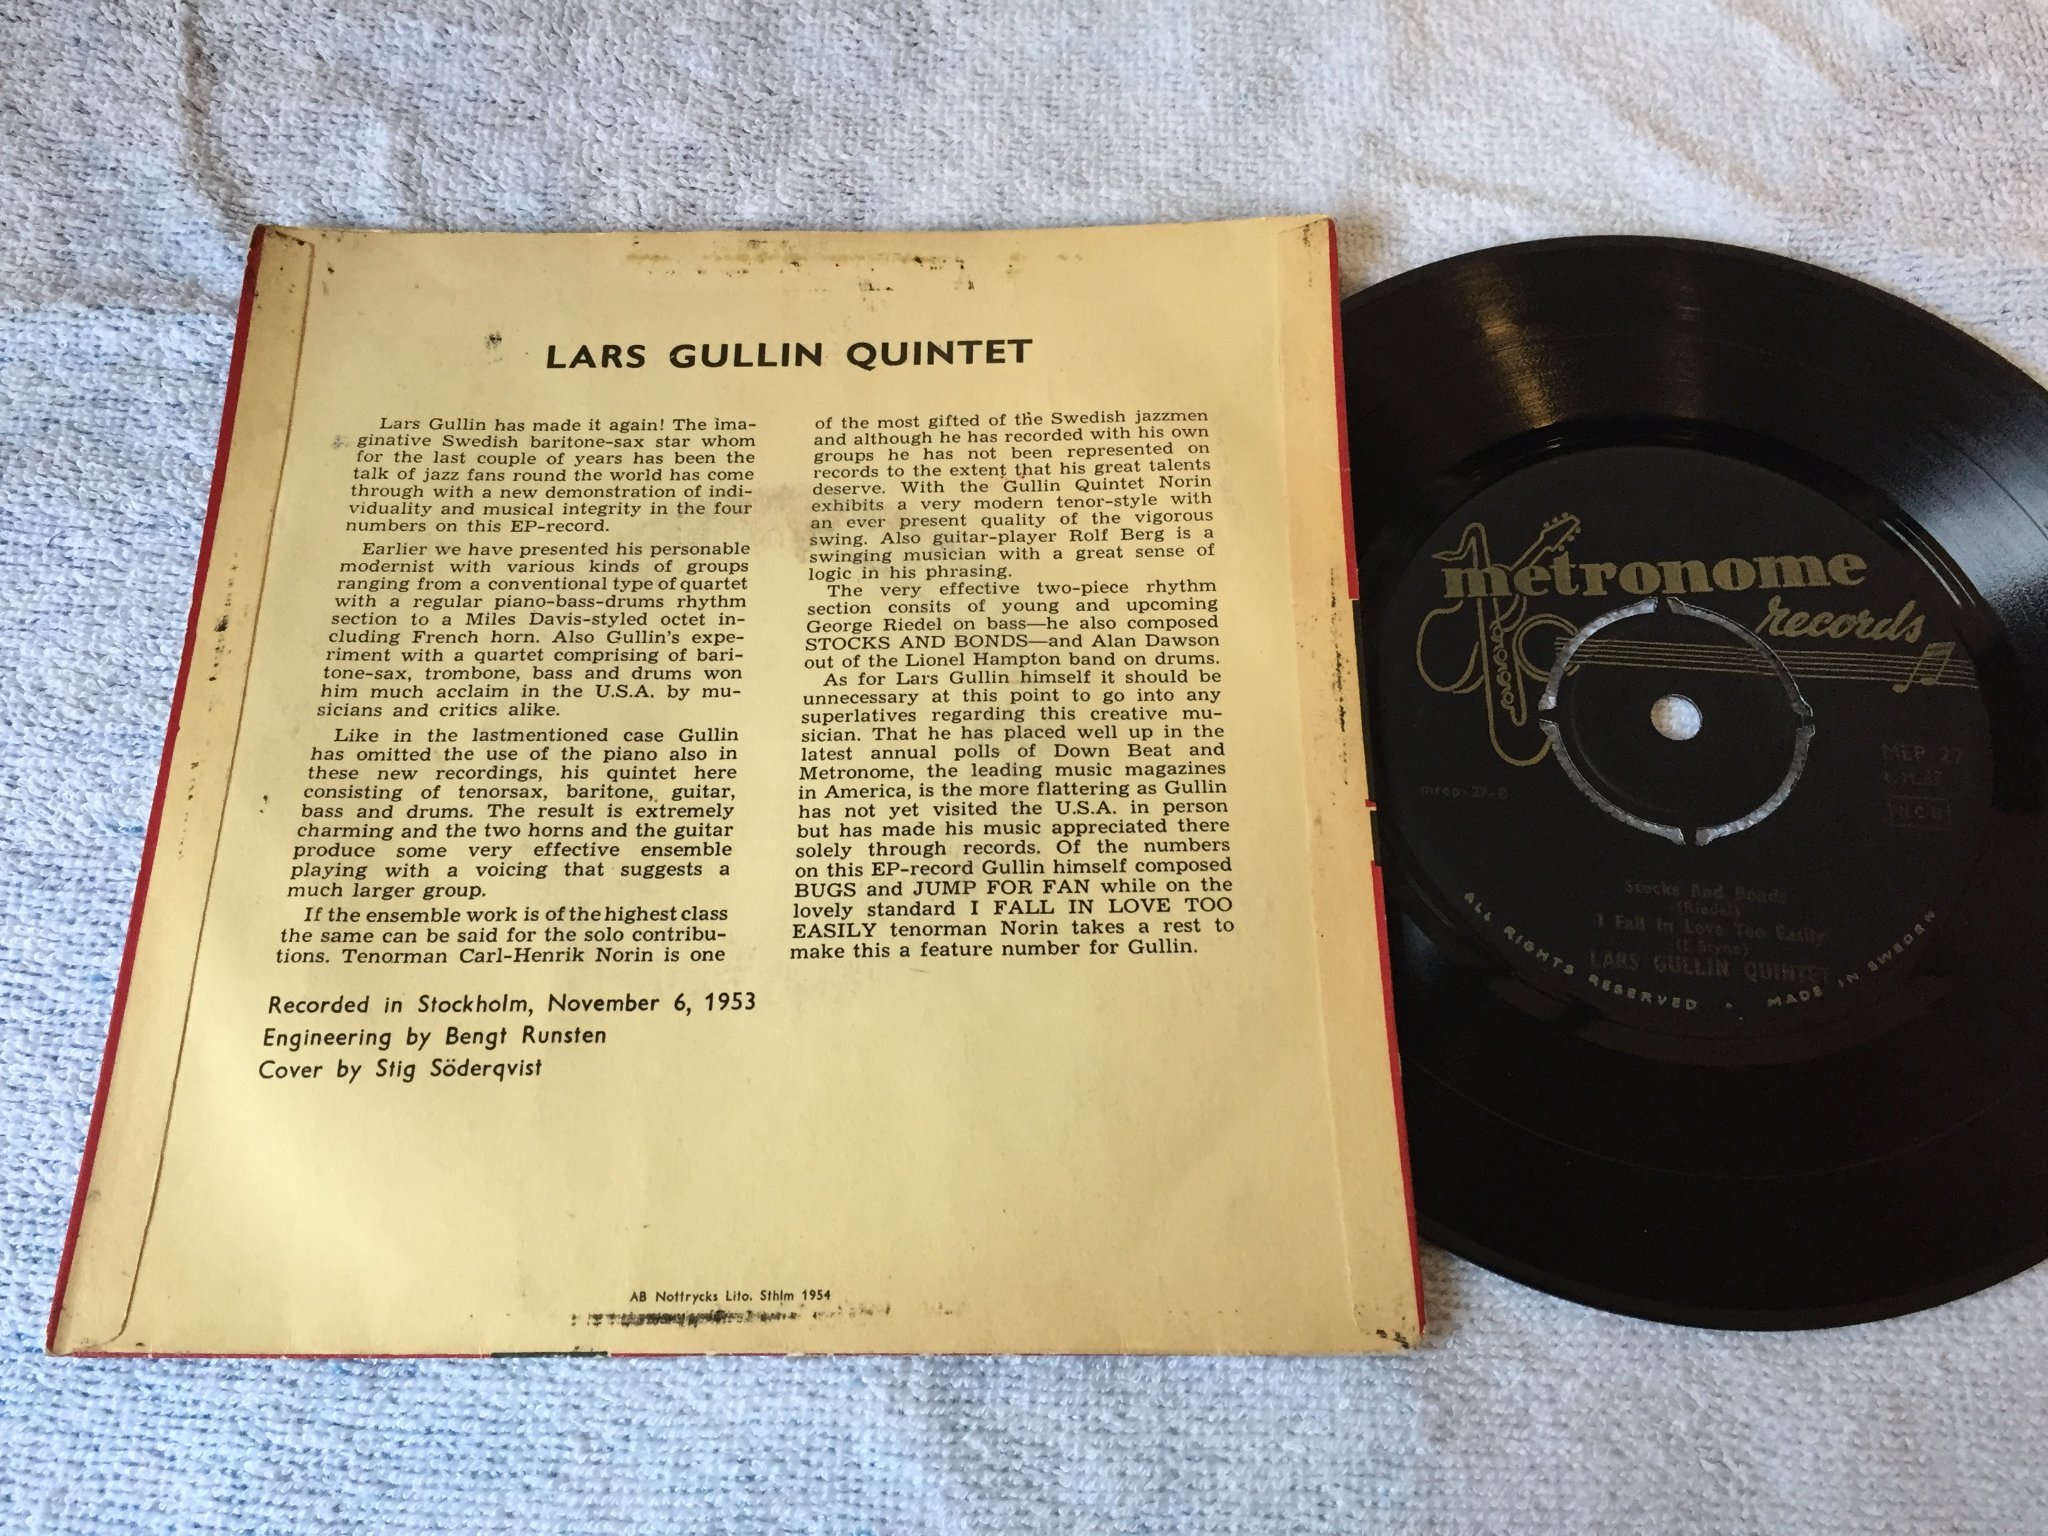 LARS GULLIN QUINTET
Lars Gullin has made it again! The ima-
ginative Swedish baritone-sax star whom
for the last couple of years has been the
talk of jazz fans round the world has come
through with a new demonstration of indi-
viduality and musical integrity in the four
numbers on this EP-record.
Earlier we have presented his personable
modernist with various kinds of groups
ranging from a conventional type of quartet
with a regular piano-bass-drums rhythm
section to a Miles Davis-styled octet in-
cluding French horn. Also Gullin's expe-
riment with a quartet comprising of bari-
tone-sax, trombone, bass and drums won
him much acclaim in the U.S.A. by mu-
sicians and critics alike.
Like in the lastmentioned case Gullin
has omitted the use of the piano also in
these new recordings, his quintet here
consisting of tenorsax, baritone, guitar,
bass and drums. The result is extremely
charming and the two horns and the guitar
produce some very effective ensemble
playing with a voicing that suggests a
much larger group.
If the ensemble work is of the highest class
the same can be said for the solo contribu-
tions. Tenorman Carl-Henrik Norin is one
of the most gifted of the Swedish jazzmen
and although he has recorded with his own
groups he has not been represented on
records to the extent that his great talents
deserve. With the Gullin Quintet Norin
exhibits a very modern tenor-style with
an ever present quality of the vigorous
swing. Also guitar-player Rolf Berg is a
swinging musician with a great sense of
logic in his phrasing.
The very effective two-piece rhythm
section consits of young and upcoming
George Riedel on bass—he also composed
STOCKS AND BONDS—and Alan Dawson
out of the Lionel Hampton band on drums.
As for Lars Gullin himself it should be
unnecessary at this point to go into any
superlatives regarding this creative mu-
sician. That he has placed well up in the
latest annual polls of Down Beat and
Metronome, the leading music magazines
in America, is the more flattering as Gullin
has not yet visited the U.S.A. in person
but has made his music appreciated there
solely through records. Of the numbers
on this EP-record Gullin himself composed
BUGS and JUMP FOR FAN while on the
lovely standard I FALL IN LOVE TOO
EASILY tenorman Norin takes a rest to
make this a feature number for Gullin.
Recorded in Stockholm, November 6, 1953
Engineering by Bengt Runsten
Cover by Stig Söderqvist
AB Nottrycks Lito. Sthlm 1954
metronome
records
MEP 27
NCB
Stocks And Bonds
(Riedel)
I Fall In Love Too Easily
(J Styne)
LARS GULLIN QUINTET
ALL RIGHTS RESERVED • MADE IN SWEDEN